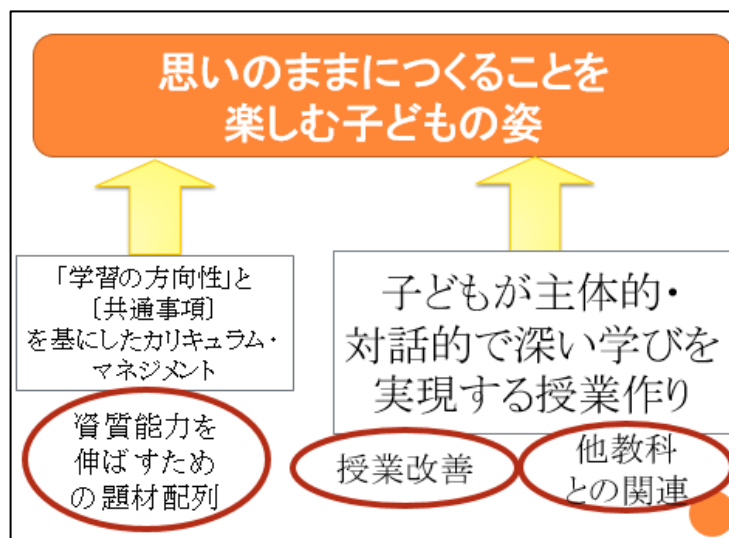 思いのままにつくることを
楽しむ子どもの姿
「学習の方向性」と
〔共通事項〕
を基にしたカリキュラム・
マネジメント
資質能力を
伸ばすため
の題材配列
子どもが主体的・
対話的で深い学びを
実現する授業作り
授業改善
他教科
との関連